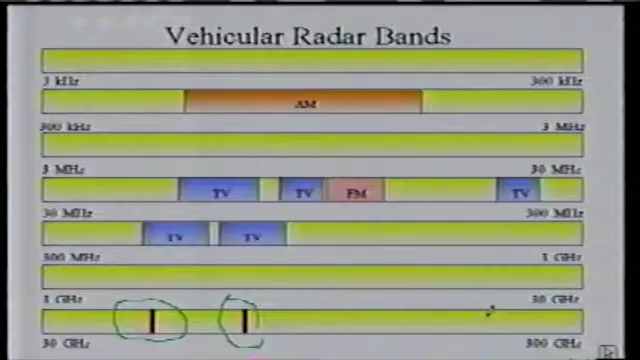 Vehicular Radar Bands
3 kHz 300 kHz
AM
300 kHz 3 MHz
3 MHz 30 MHz
TV TV FM TV
30 MHz 300 MHz
TV TV
300 MHz 1 GHz
1 GHz 30 GHz
30 GHz 300 GHz